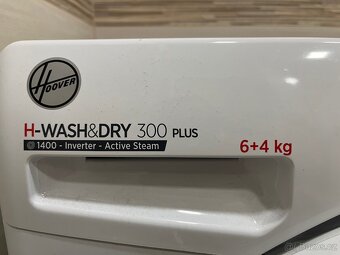 HOOVER
H-WASH&DRY 300 PLUS
1400 - Inverter - Active Steam
6+4 kg